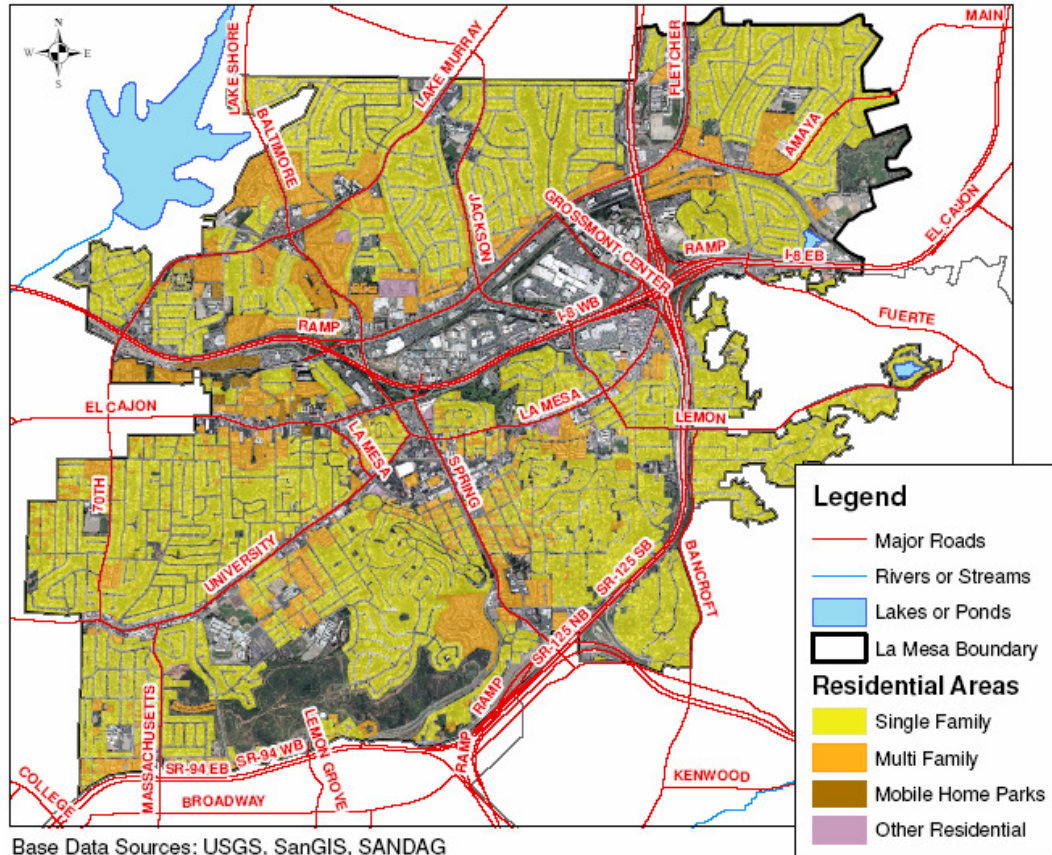 MAIN
LAKE SHORE
BALTIMORE
LAKE MURRAY
FLETCHER
N
W E
S
AMAYA
JACKSON
GROSSMONT CENTER
RAMP
I-8 EB
EL CAJON
I-8 WB
RAMP
FUERTE
EL CAJON
LA MESA
LA MESA
LEMON
SPRING
70TH
UNIVERSITY
SR-125 SB
SR-125 NB
BANCROFT
MASSACHUSETTS
LEMON GROVE
RAMP
RAMP
SR-94 WB
SR-94 EB
COLLEGE
BROADWAY
KENWOOD
Legend
Major Roads
Rivers or Streams
Lakes or Ponds
La Mesa Boundary
Residential Areas
Single Family
Multi Family
Mobile Home Parks
Other Residential
Base Data Sources: USGS, SanGIS, SANDAG